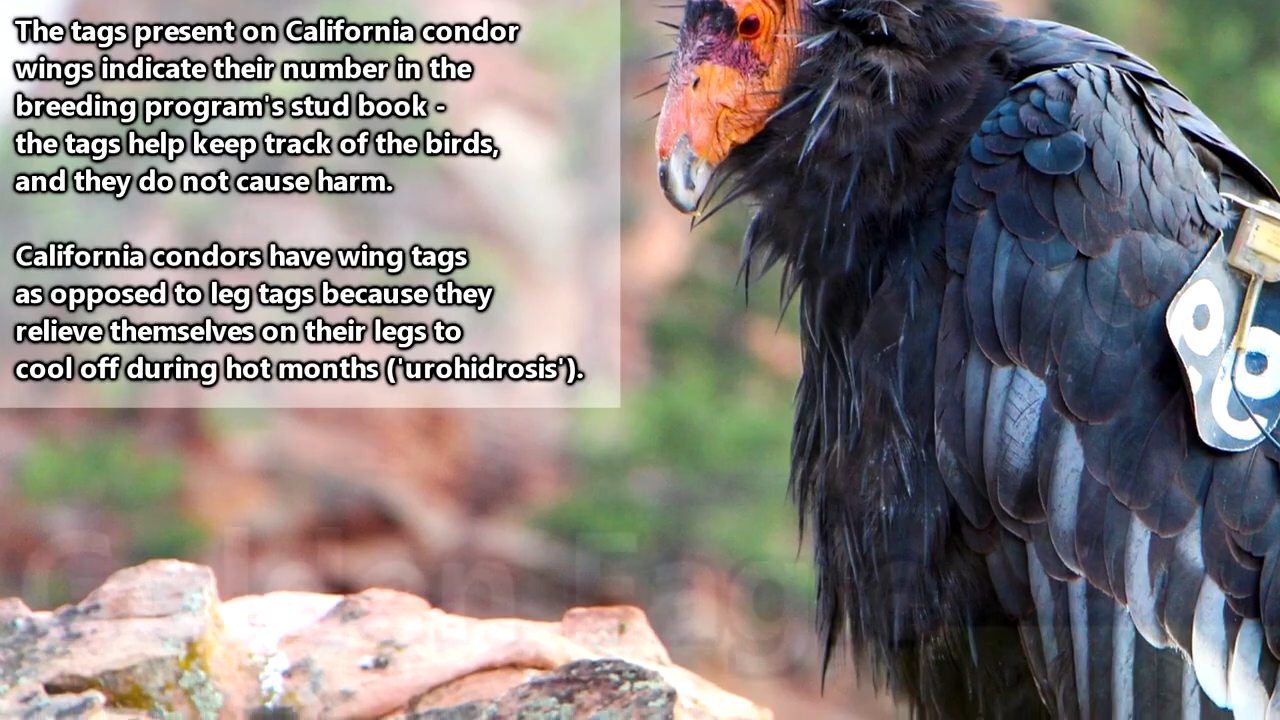 The tags present on California condor
wings indicate their number in the
breeding program's stud book -
the tags help keep track of the birds,
and they do not cause harm.
California condors have wing tags
as opposed to leg tags because they
relieve themselves on their legs to
cool off during hot months ('urohidrosis').